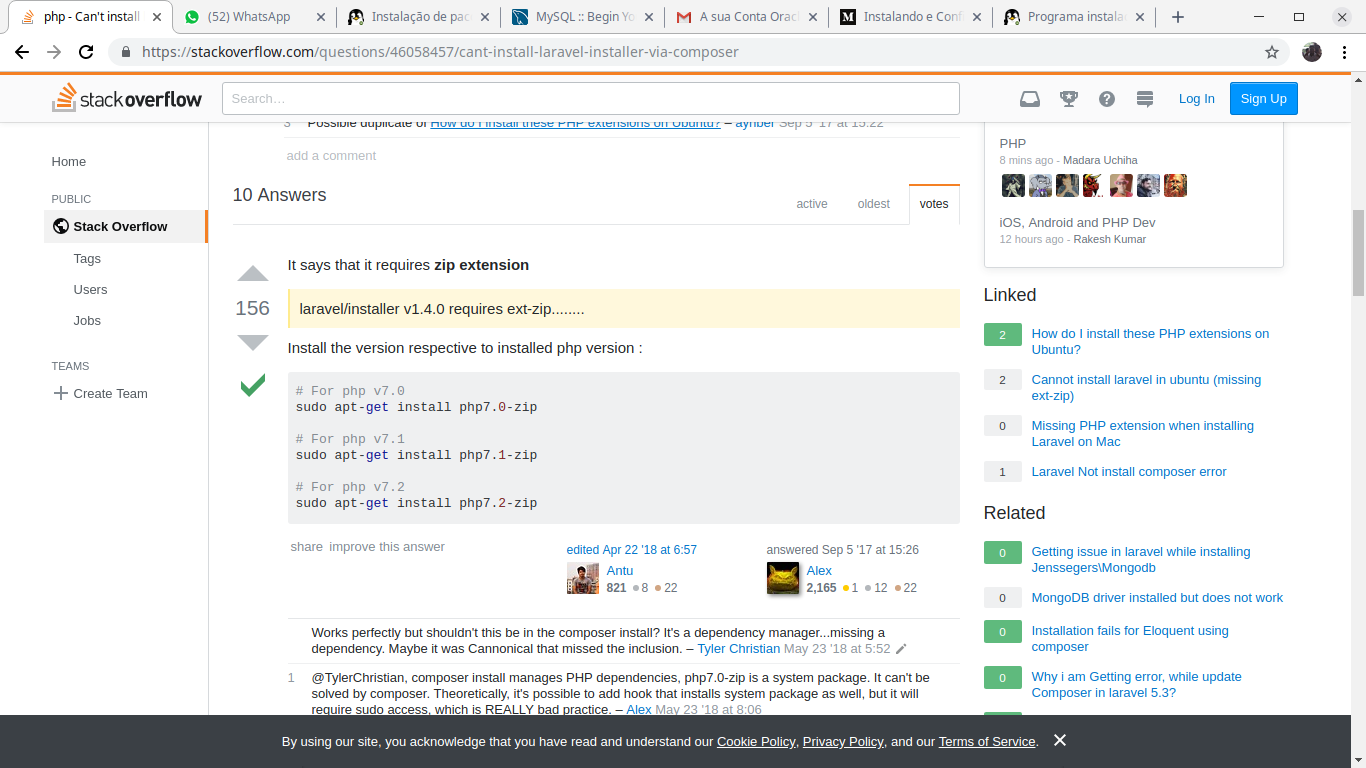 php - Can't install
(52) WhatsApp
Instalação de pac
MySQL :: Begin Yo
A sua Conta Orac
Instalando e Conf
Programa instala
https://stackoverflow.com/questions/46058457/cant-install-laravel-installer-via-composer
stackoverflow
Search…
Log In
Sign Up
Home
PUBLIC
Stack Overflow
Tags
Users
Jobs
TEAMS
Create Team
3 Possible duplicate of How do I install these PHP extensions on Ubuntu? – aynber Sep 5 '17 at 15:22
add a comment
10 Answers
active
oldest
votes
156
It says that it requires zip extension
laravel/installer v1.4.0 requires ext-zip........
Install the version respective to installed php version :
# For php v7.0
sudo apt-get install php7.0-zip
# For php v7.1
sudo apt-get install php7.1-zip
# For php v7.2
sudo apt-get install php7.2-zip
share improve this answer
edited Apr 22 '18 at 6:57
Antu
821 8 22
answered Sep 5 '17 at 15:26
Alex
2,165 1 12 22
Works perfectly but shouldn't this be in the composer install? It's a dependency manager...missing a
dependency. Maybe it was Cannonical that missed the inclusion. – Tyler Christian May 23 '18 at 5:52
1 @TylerChristian, composer install manages PHP dependencies, php7.0-zip is a system package. It can't be
solved by composer. Theoretically, it's possible to add hook that installs system package as well, but it will
require sudo access, which is REALLY bad practice. – Alex May 23 '18 at 8:06
PHP
8 mins ago - Madara Uchiha
iOS, Android and PHP Dev
12 hours ago - Rakesh Kumar
Linked
2 How do I install these PHP extensions on
Ubuntu?
2 Cannot install laravel in ubuntu (missing
ext-zip)
0 Missing PHP extension when installing
Laravel on Mac
1 Laravel Not install composer error
Related
0 Getting issue in laravel while installing
Jenssegers\Mongodb
0 MongoDB driver installed but does not work
0 Installation fails for Eloquent using
composer
0 Why i am Getting error, while update
Composer in laravel 5.3?
By using our site, you acknowledge that you have read and understand our Cookie Policy, Privacy Policy, and our Terms of Service.